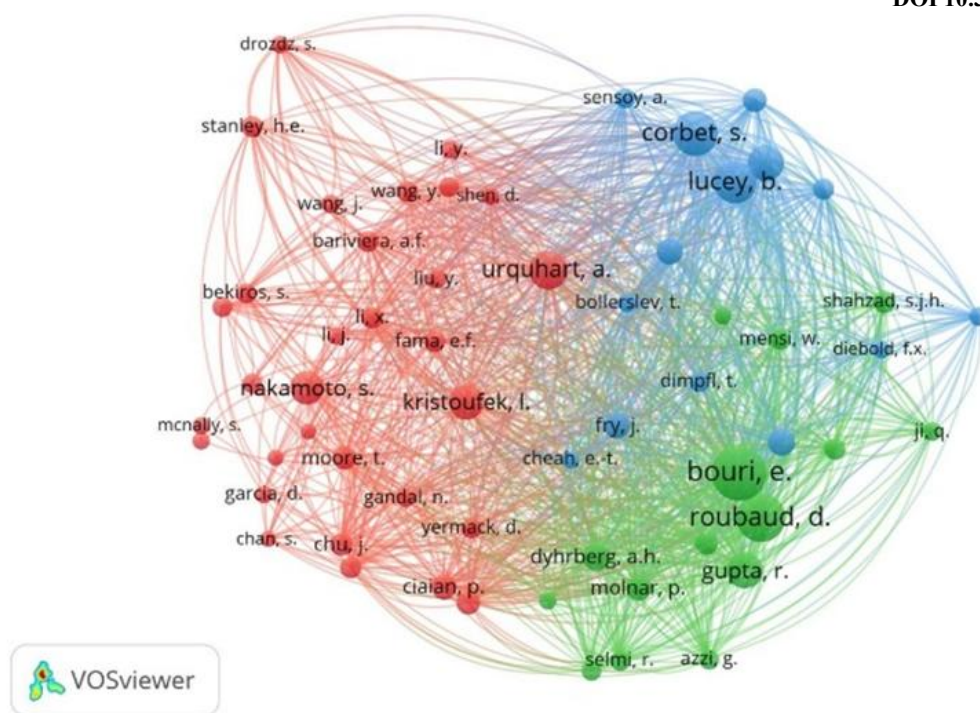 DOI 10.5
drozdz, s.
sensoy, a.
stanley, h.e.
corbet, s.
li, y.
lucey, b.
wang, y.
shen, d.
wang, j.
bariviera, a.f.
urquhart, a.
liu, y.
bekiros, s.
bollerslev, t.
shahzad, s.j.h.
li, x.
li, j.
fama, e.f.
mensi, w.
diebold, f.x.
dimpfl, t.
nakamoto, s.
kristoufek, l.
mcnally, s.
fry, j.
ji, q.
moore, t.
cheah, e.-t.
bouri, e.
garcia, d.
gandal, n.
roubaud, d.
yermack, d.
chan, s.
chu, j.
dyhrberg, a.h.
gupta, r.
ciaian, p.
molnar, p.
selmi, r.
azzi, g.
VOSviewer